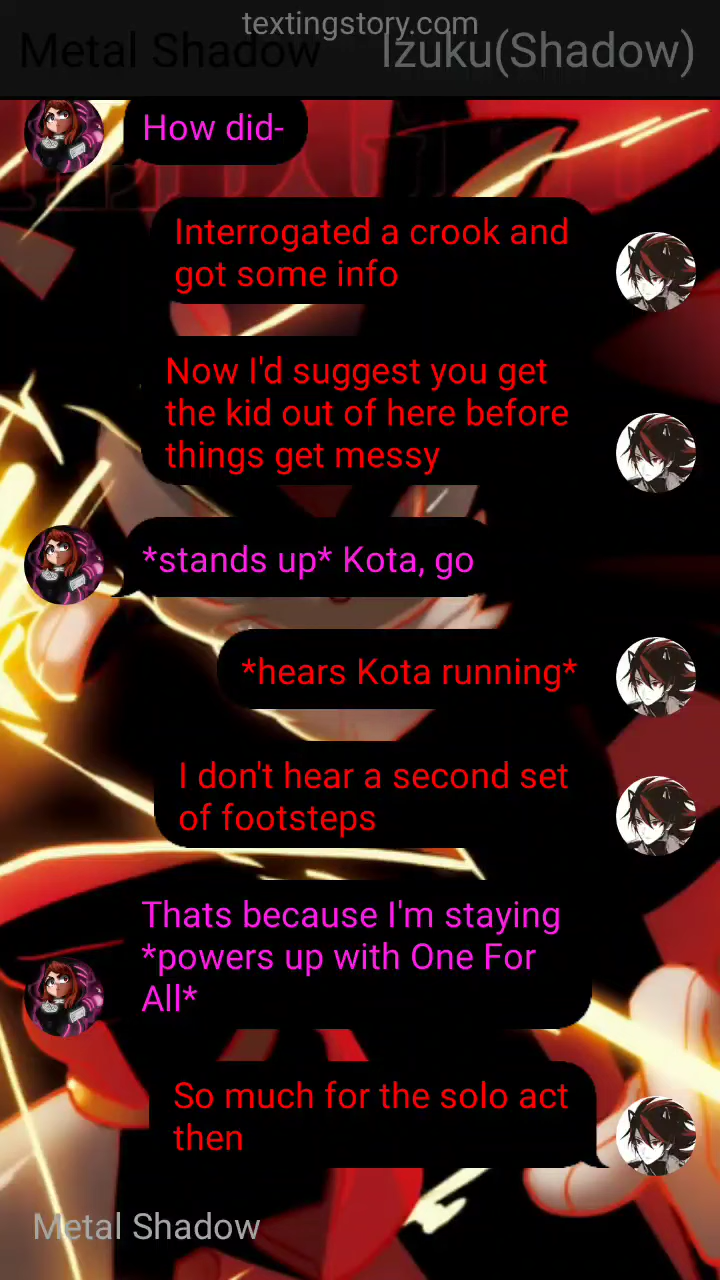 textingstory.com
Metal Shadow
Izuku(Shadow)
How did-
Interrogated a crook and
got some info
Now I'd suggest you get
the kid out of here before
things get messy
*stands up* Kota, go
*hears Kota running*
I don't hear a second set
of footsteps
Thats because I'm staying
*powers up with One For
All*
So much for the solo act
then
Metal Shadow